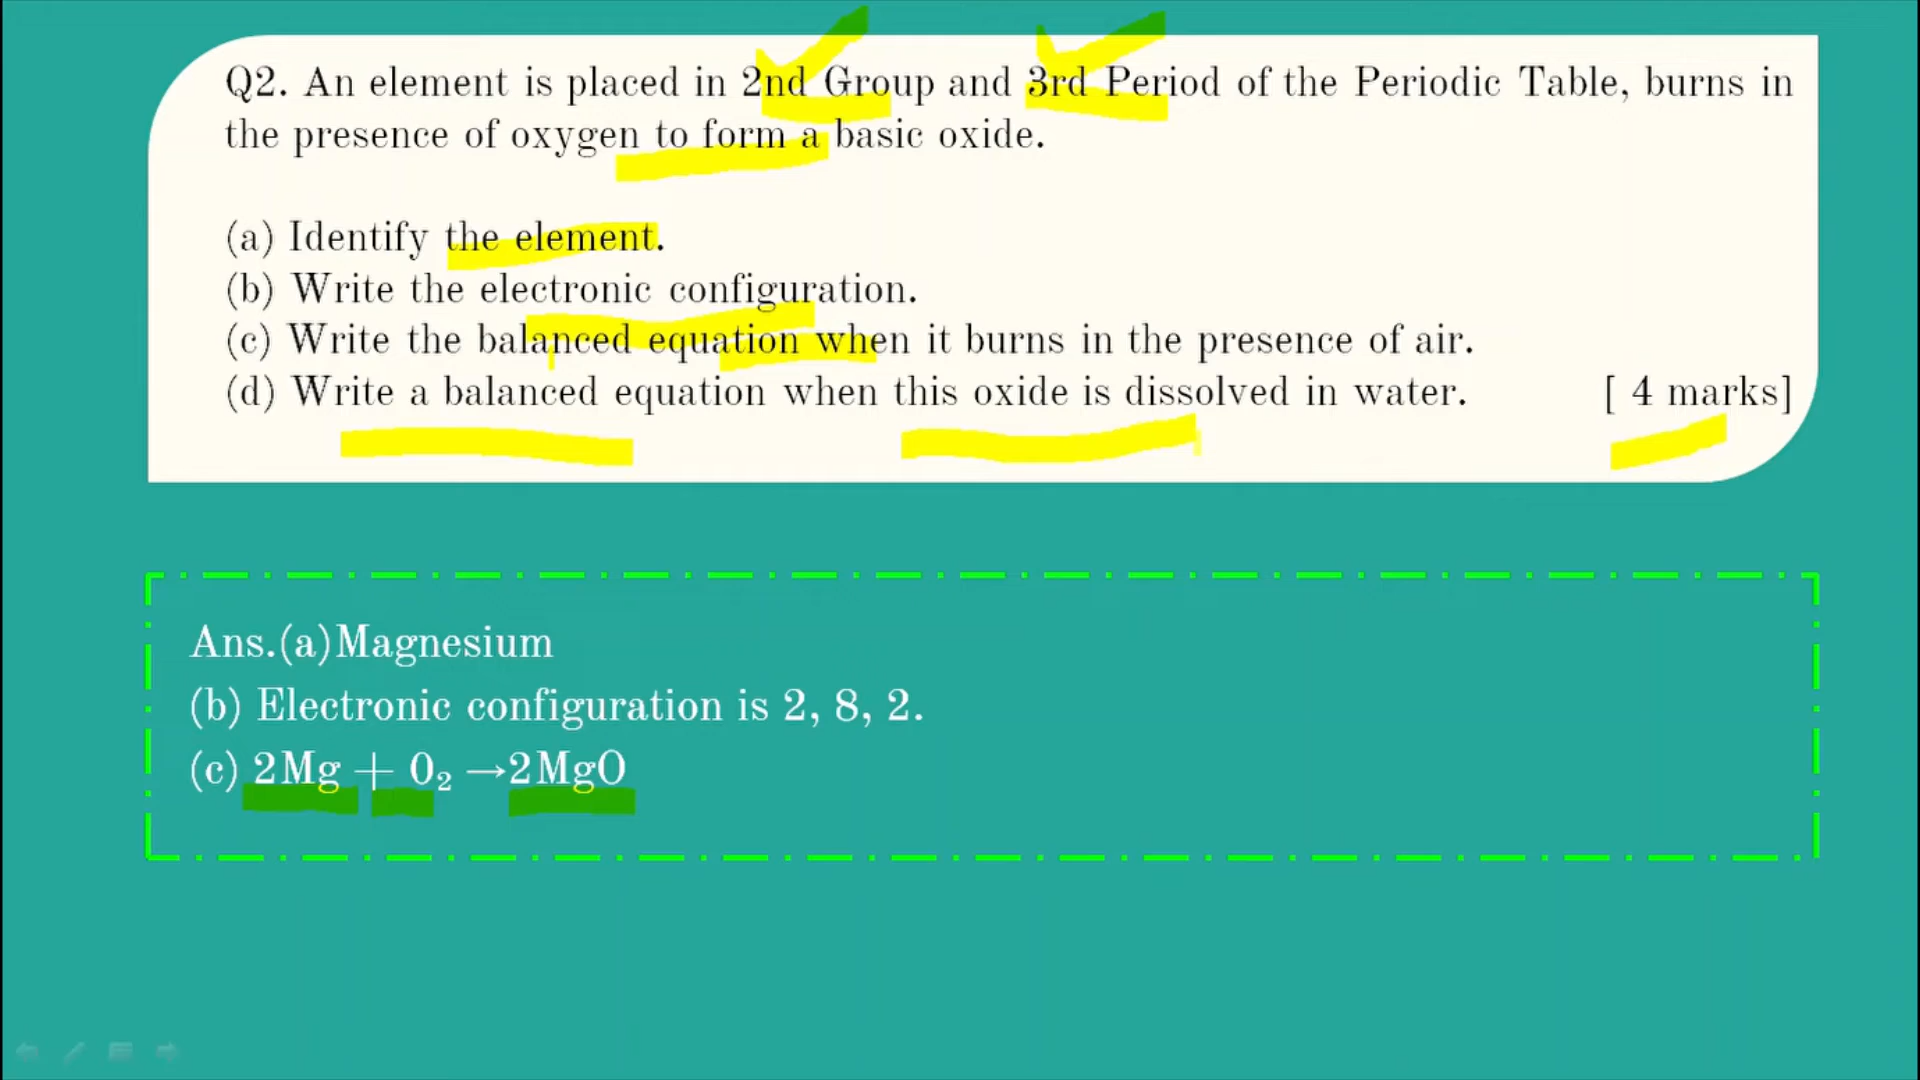 Q2. An element is placed in 2nd Group and 3rd Period of the Periodic Table, burns in
the presence of oxygen to form a basic oxide.
(a) Identify the element.
(b) Write the electronic configuration.
(c) Write the balanced equation when it burns in the presence of air.
(d) Write a balanced equation when this oxide is dissolved in water. [ 4 marks]
Ans.(a)Magnesium
(b) Electronic configuration is 2, 8, 2.
(c) 2Mg + O₂ →2MgO